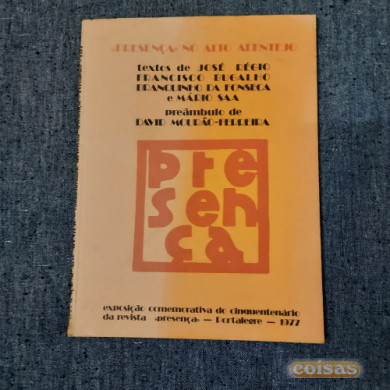 «PRESENÇA» NO ALTO ALENTEJO
textos de JOSÉ RÉGIO
FRANCISCO BUGALHO
BRANQUINHO DA FONSECA
e MÁRIO SAA
preâmbulo de
DAVID MOURÃO-FERREIRA
pre
sen
ça
exposição comemorativa do cinquentenário
da revista «presença» — Portalegre — 1977
coisas